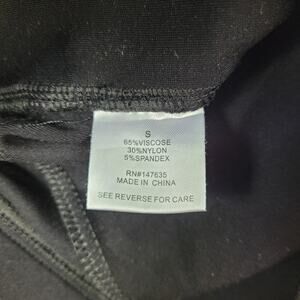 S
65%VISCOSE
30%NYLON
5%SPANDEX
RN#147635
MADE IN CHINA
SEE REVERSE FOR CARE